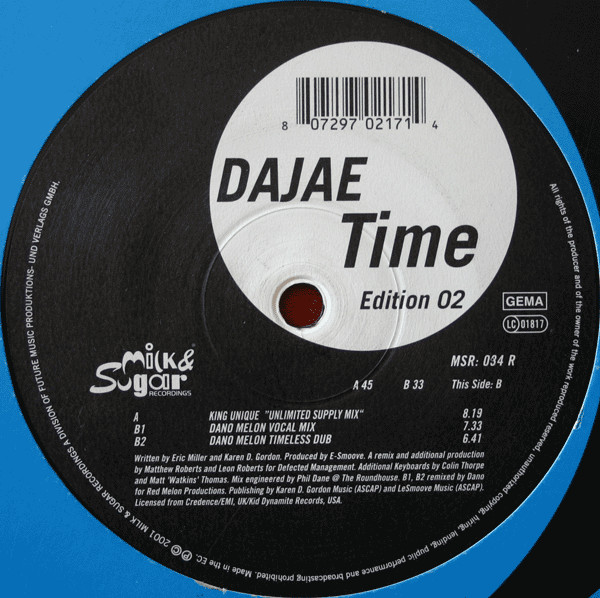 8 07297 02171 4
DAJAE
Time
Edition 02
GEMA
LC 01817
MILK &
Sugar
RECORDINGS
MSR: 034 R
A 45 B 33 This Side: B
A KING UNIQUE "UNLIMITED SUPPLY MIX" 8.19
B1 DANO MELON VOCAL MIX 7.33
B2 DANO MELON TIMELESS DUB 6.41
Written by Eric Miller and Karen D. Gordon. Produced by E-Smoove. A remix and additional production
by Matthew Roberts and Leon Roberts for Defected Management. Additional Keyboards by Colin Thorpe
and Matt 'Watkins' Thomas. Mix engineered by Phil Dane @ The Roundhouse. B1, B2 remixed by Dano
for Red Melon Productions. Publishing by Karen D. Gordon Music (ASCAP) and LeSmoove Music (ASCAP).
Licensed from Credence/EMI, UK/Kid Dynamite Records, USA.
All rights of the producer and of the owner of the work reproduced reserved, unauthorized copying, hiring, lending, puplic performance and broadcasting prohibited. Made in the EC.
℗ © 2001 MILK & SUGAR RECORDINGS A DIVISION OF FUTURE MUSIC PRODUKTIONS- UND VERLAGS GMBH.